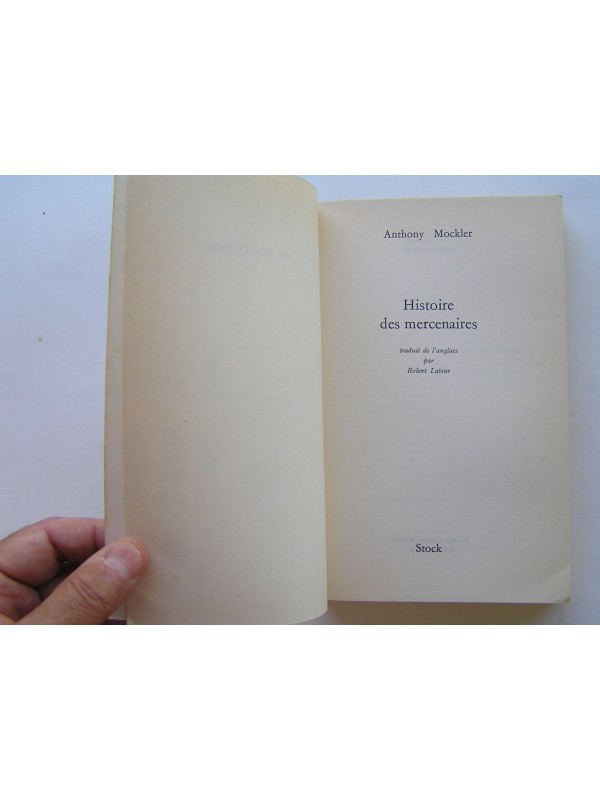 Anthony Mockler
Histoire
des mercenaires
traduit de l'anglais
par
Robert Latour
Stock